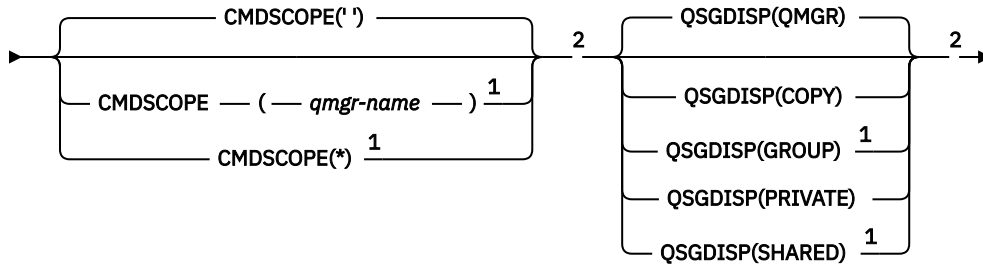 CMDSCOPE(' ')
CMDSCOPE ( qmgr-name ) 1
CMDSCOPE(*) 1
2
QSGDISP(QMGR)
QSGDISP(COPY)
QSGDISP(GROUP) 1
QSGDISP(PRIVATE)
QSGDISP(SHARED) 1
2